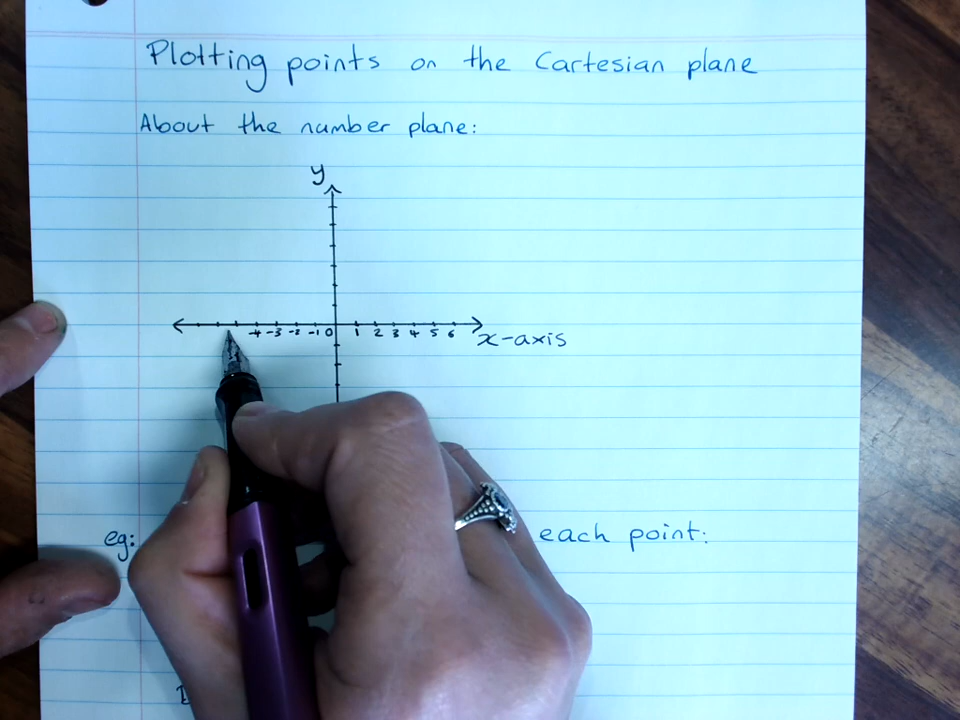 Plotting points on the Cartesian plane
About the number plane:
y
-4 -3 -2 -1 0 1 2 3 4 5 6
x-axis
eg: each point: